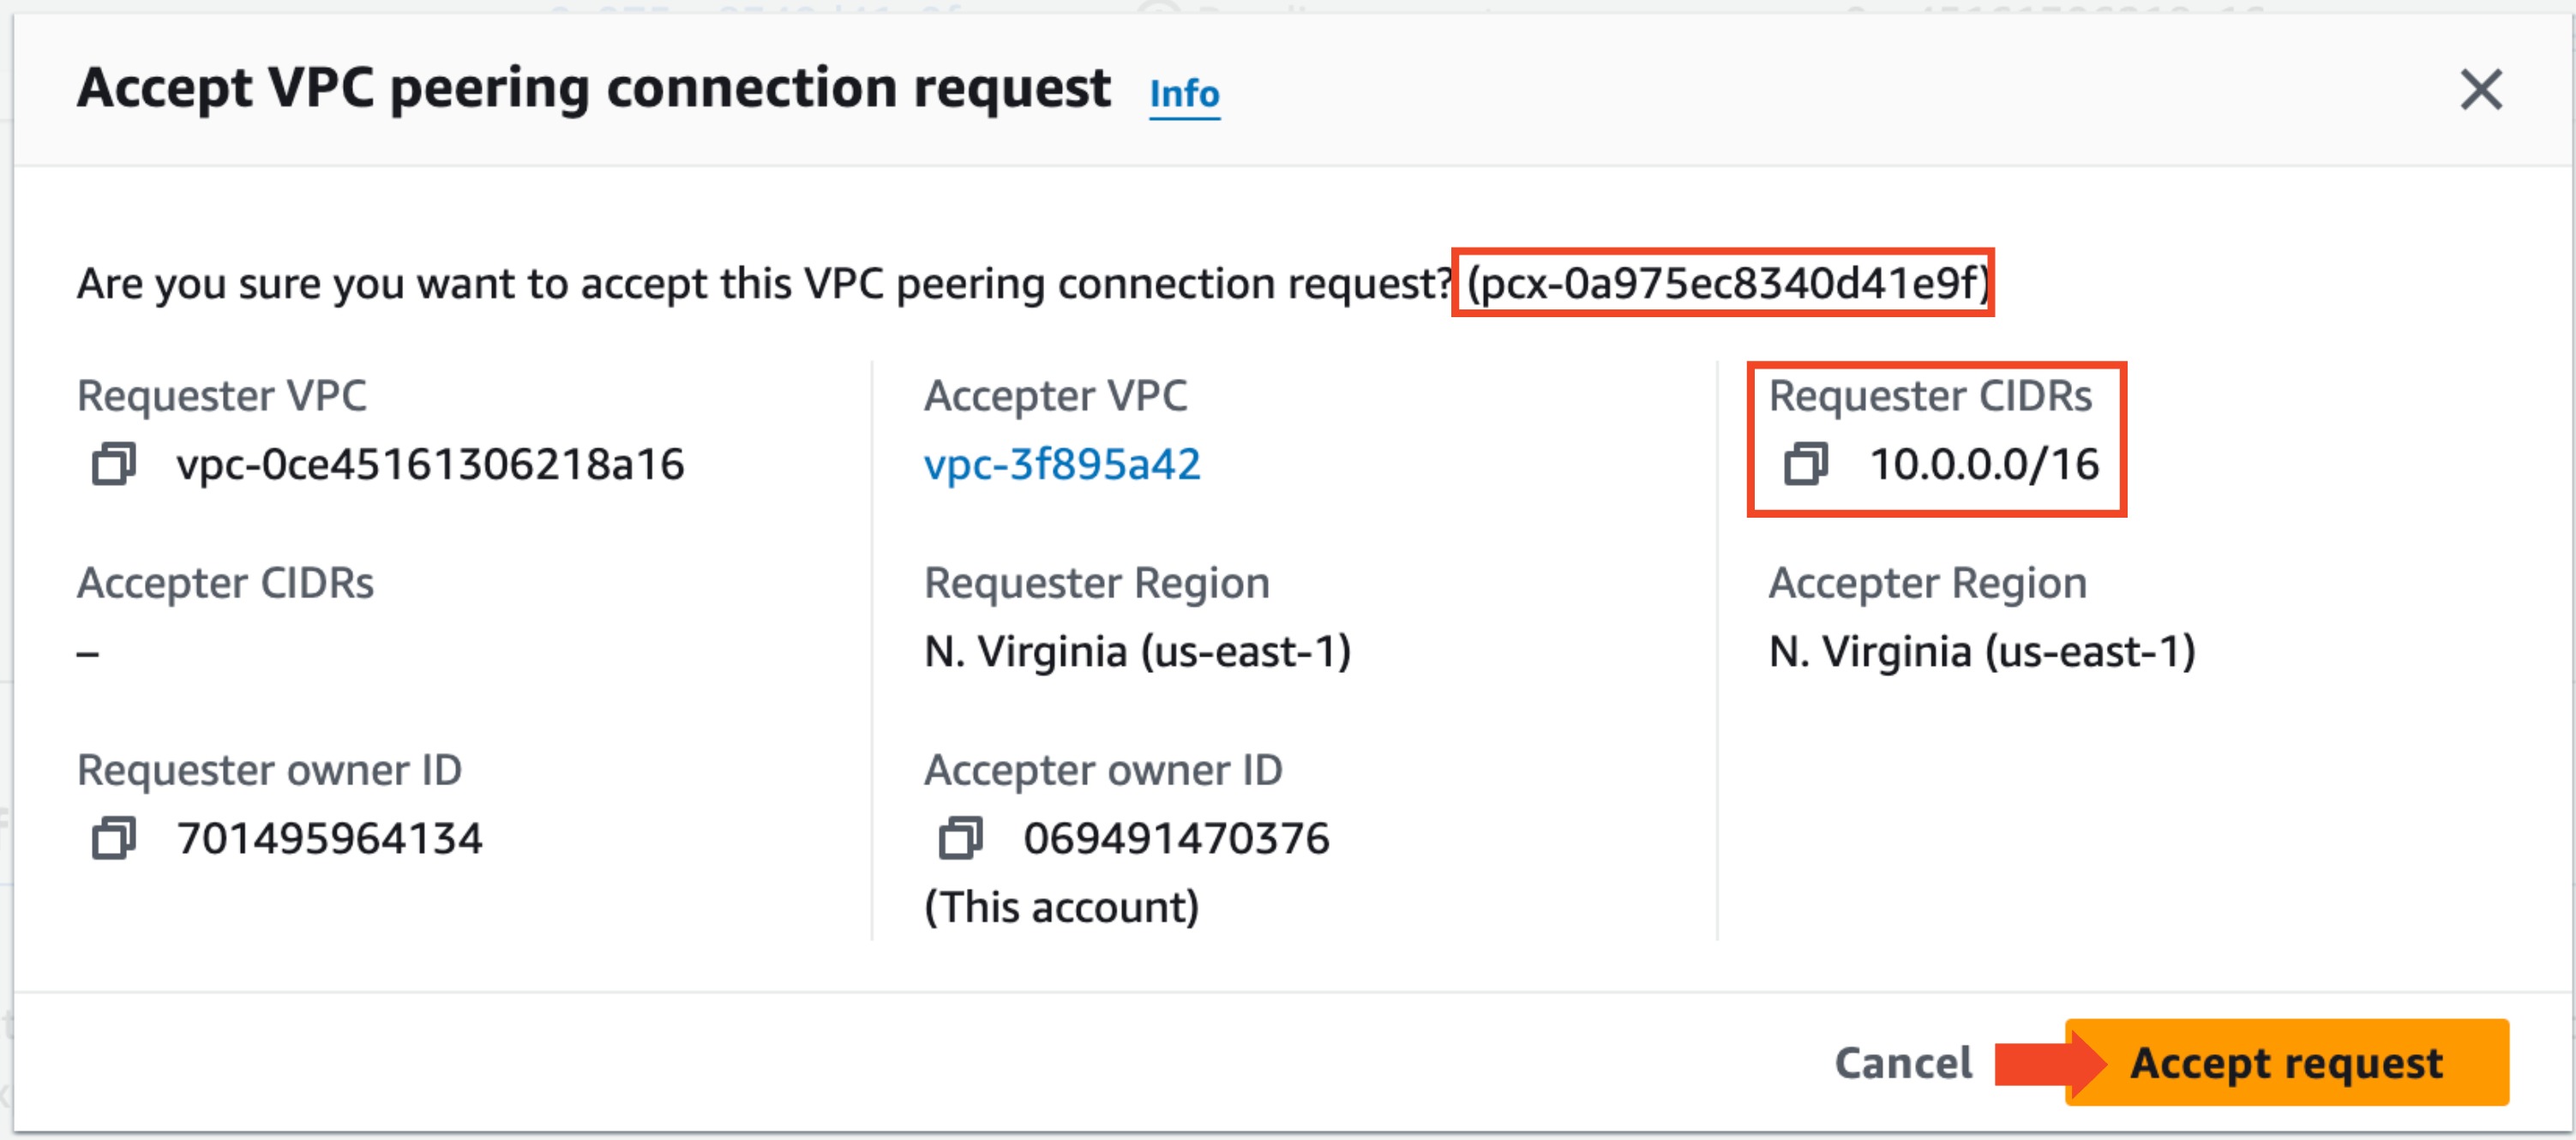 Accept VPC peering connection request Info
Are you sure you want to accept this VPC peering connection request? (pcx-0a975ec8340d41e9f)
Requester VPC
vpc-0ce45161306218a16
Accepter VPC
vpc-3f895a42
Requester CIDRs
10.0.0.0/16
Accepter CIDRs
–
Requester Region
N. Virginia (us-east-1)
Accepter Region
N. Virginia (us-east-1)
Requester owner ID
701495964134
Accepter owner ID
069491470376
(This account)
Cancel
Accept request